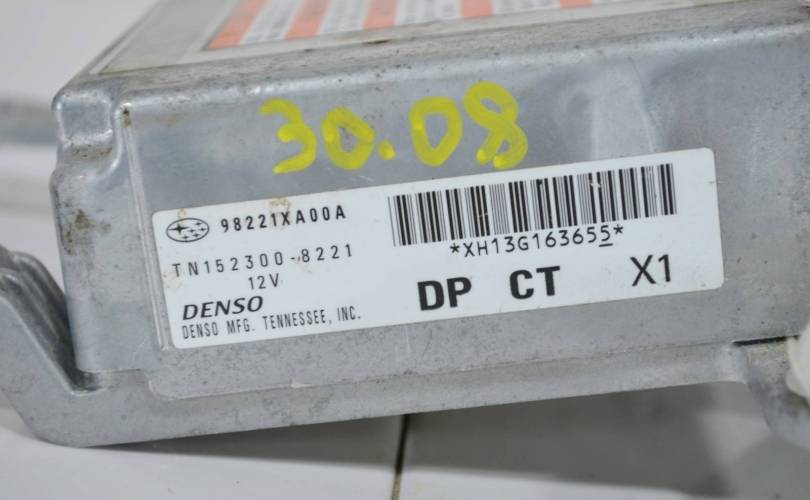 30.08
98221XA00A
TN152300-8221
12V
DENSO
DENSO MFG. TENNESSEE, INC.
*XH13G163655*
DP CT X1